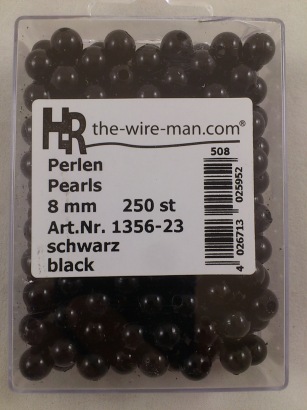 HR the-wire-man.com®
508
Perlen
Pearls
8 mm 250 st
Art.Nr. 1356-23
schwarz
black
4 026713 025952